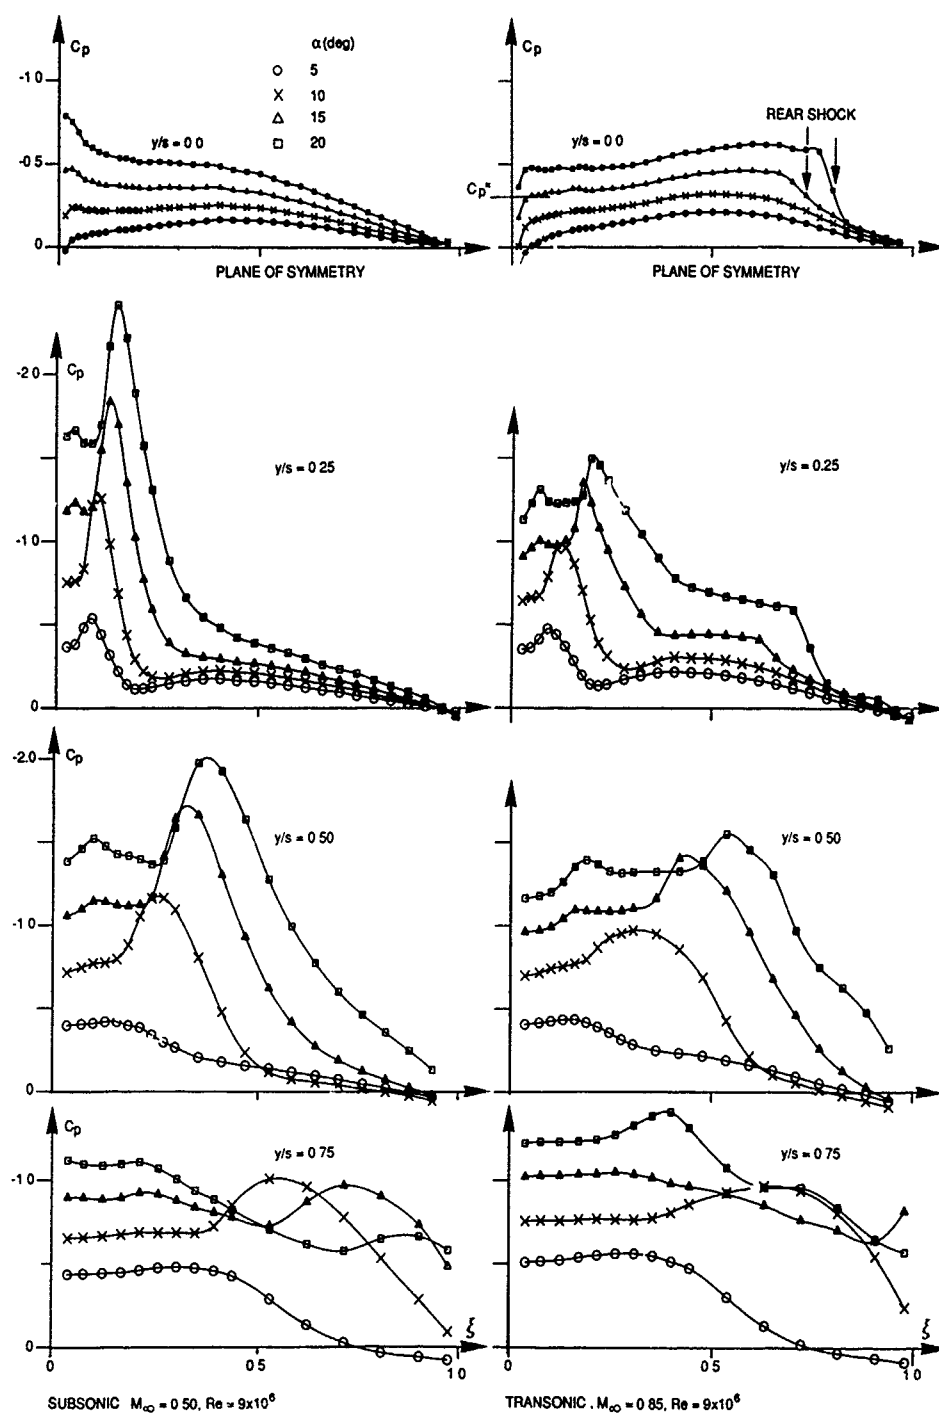 Cp
α(deg)
5
10
15
20
-1 0
-0.5
0
y/s = 0 0
PLANE OF SYMMETRY
Cp
REAR SHOCK
y/s = 0 0
Cp*
0
PLANE OF SYMMETRY
Cp
-2 0
-1 0
0
y/s = 0 25
y/s = 0.25
Cp
-2.0
-1 0
0
y/s = 0 50
y/s = 0 50
Cp
-1 0
0
y/s = 0 75
y/s = 0 75
ξ
ξ
0
0 5
1 0
0
0 5
1 0
SUBSONIC M∞ = 0 50, Re = 9x10⁶
TRANSONIC , M∞ = 0 85, Re = 9x10⁶